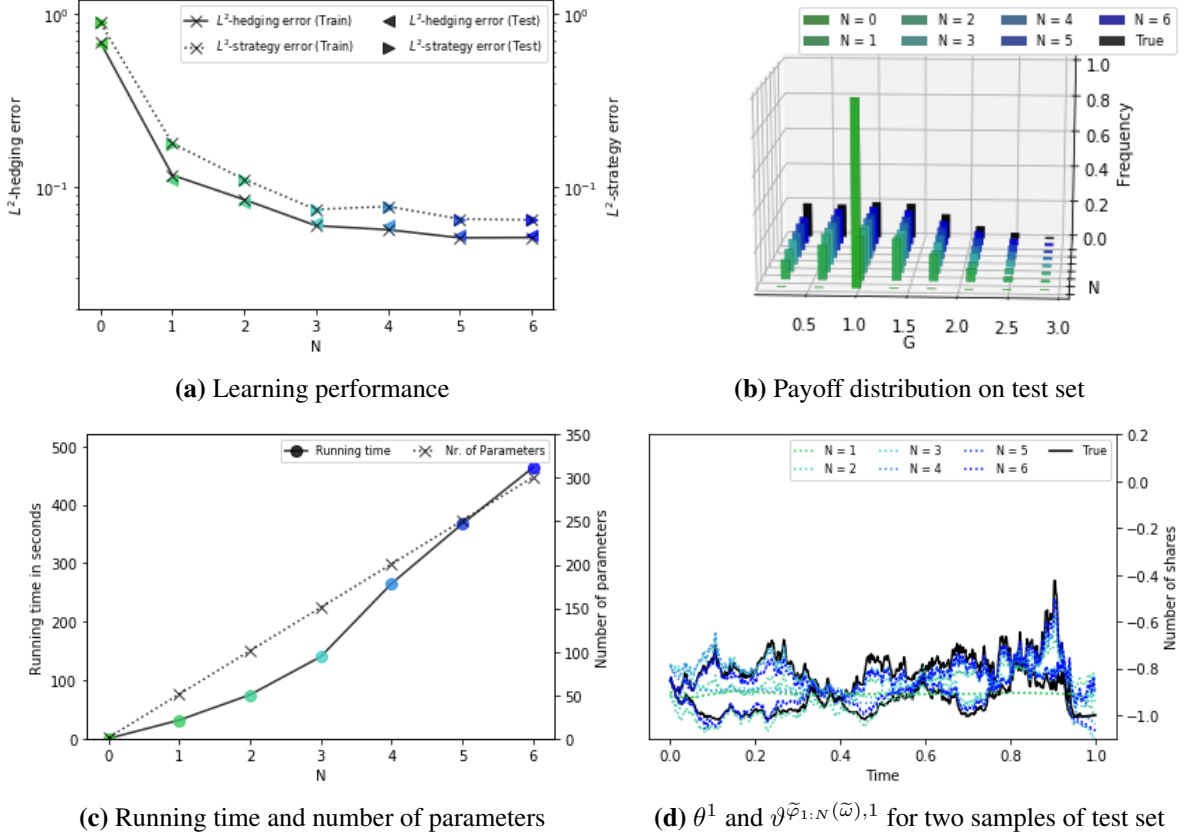 L²-hedging error (Train)
L²-strategy error (Train)
L²-hedging error (Test)
L²-strategy error (Test)
10⁰
10⁻¹
L²-hedging error
10⁰
10⁻¹
L²-strategy error
0 1 2 3 4 5 6
N
(a) Learning performance
N = 0 N = 2 N = 4 N = 6
N = 1 N = 3 N = 5 True
1.0
0.8
0.6
0.4
0.2
0.0
Frequency
N
0.5 1.0 1.5 2.0 2.5 3.0
G
(b) Payoff distribution on test set
Running time Nr. of Parameters
500
400
300
200
100
0
Running time in seconds
350
300
250
200
150
100
50
0
Number of parameters
0 1 2 3 4 5 6
N
(c) Running time and number of parameters
N = 1 N = 3 N = 5 True
N = 2 N = 4 N = 6
0.2
0.0
−0.2
−0.4
−0.6
−0.8
−1.0
Number of shares
0.0 0.2 0.4 0.6 0.8 1.0
Time
(d) θ¹ and ϑ^{φ̃_{1:N}(ω̃),1} for two samples of test set